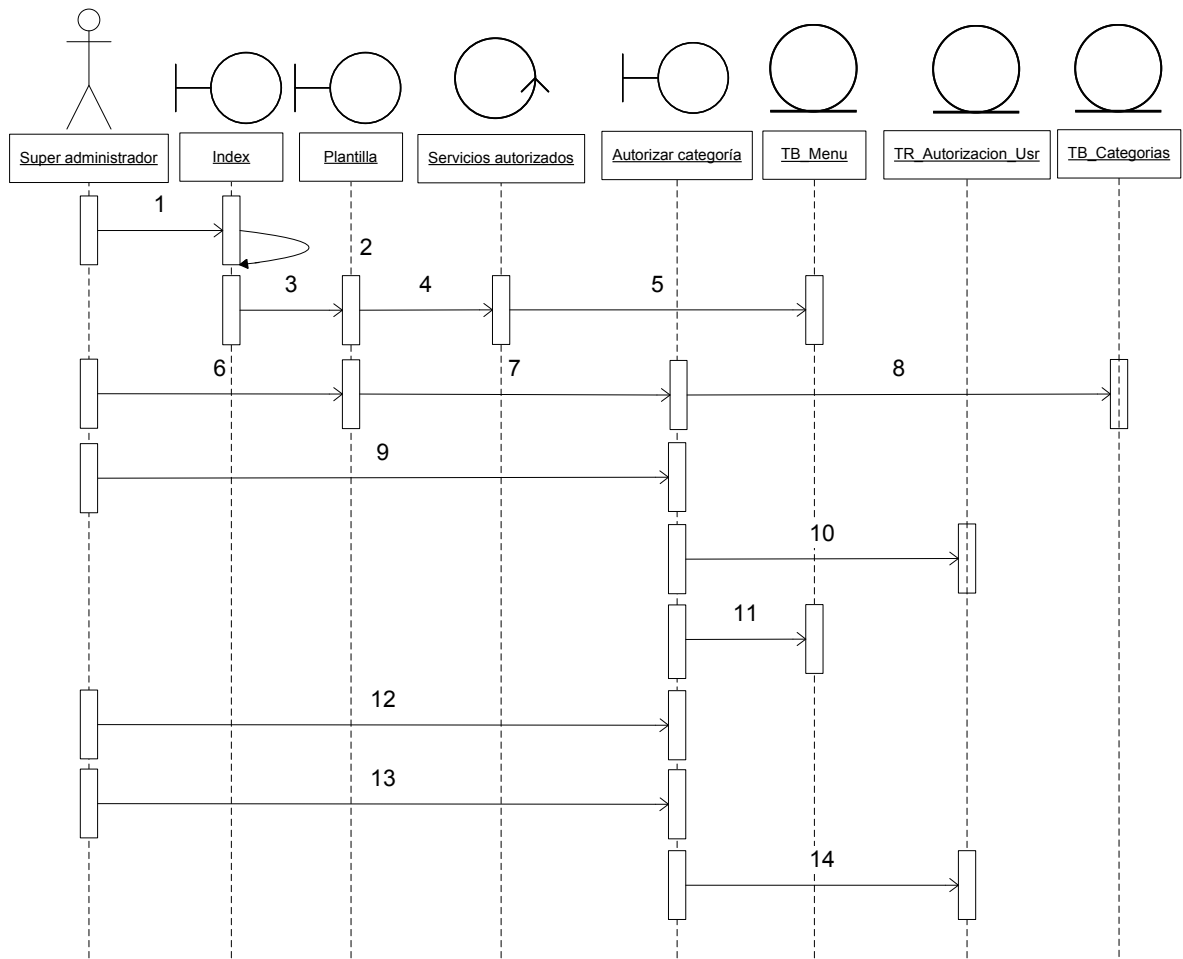 Super administrador
Index
Plantilla
Servicios autorizados
Autorizar categoría
TB_Menu
TR_Autorizacion_Usr
TB_Categorias
1
2
3
4
5
6
7
8
9
10
11
12
13
14